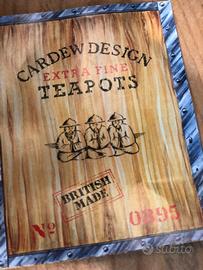 CARDEW DESIGN
EXTRA FINE
TEAPOTS
BRITISH
MADE
Nº
0395
subito